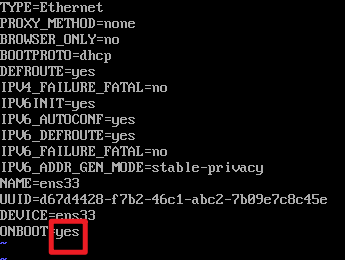 TYPE=Ethernet
PROXY_METHOD=none
BROWSER_ONLY=no
BOOTPROTO=dhcp
DEFROUTE=yes
IPV4_FAILURE_FATAL=no
IPV6INIT=yes
IPV6_AUTOCONF=yes
IPV6_DEFROUTE=yes
IPV6_FAILURE_FATAL=no
IPV6_ADDR_GEN_MODE=stable-privacy
NAME=ens33
UUID=d67d4428-f7b2-46c1-abc2-7b09e7c8c45e
DEVICE=ens33
ONBOOT=yes
~
~